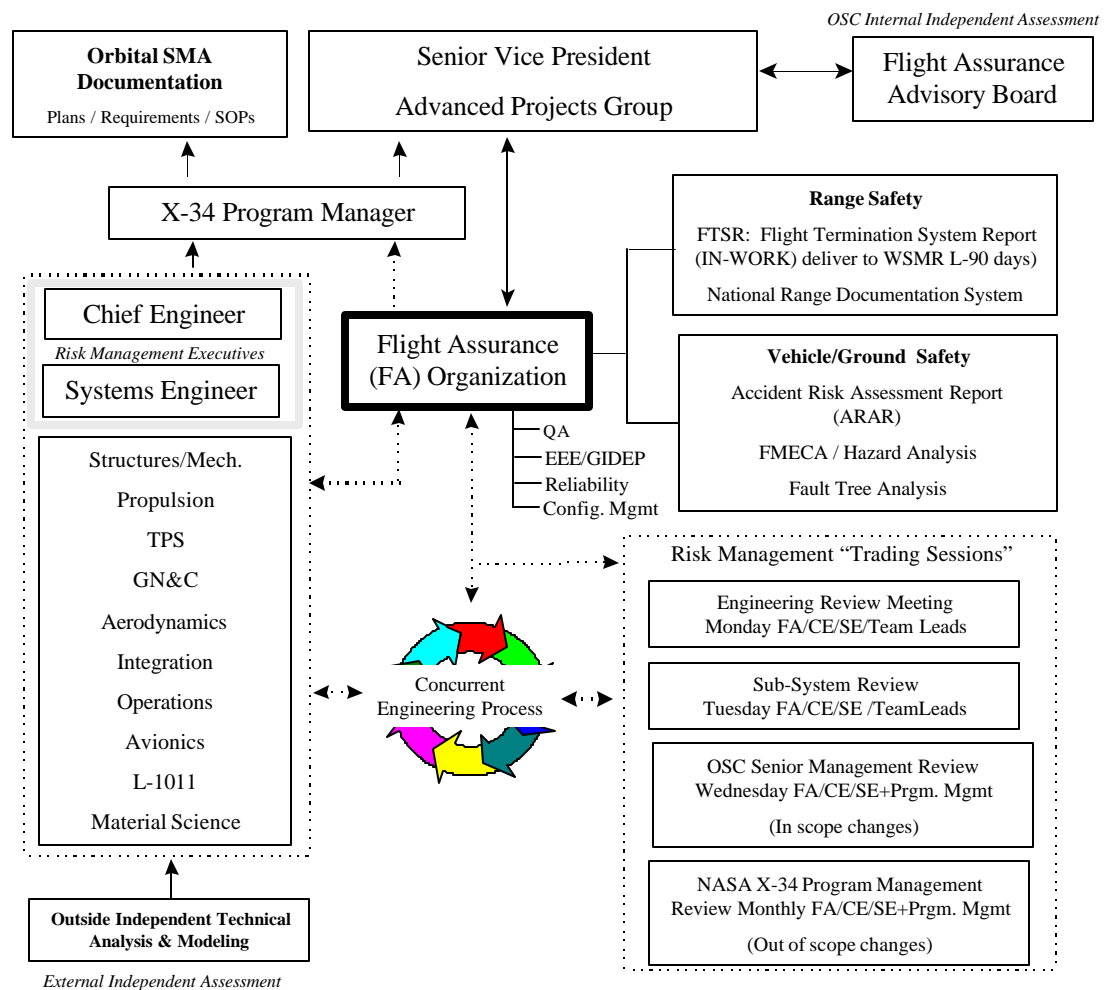 OSC Internal Independent Assessment
Orbital SMA
Documentation
Plans / Requirements / SOPs
Senior Vice President
Advanced Projects Group
Flight Assurance
Advisory Board
X-34 Program Manager
Range Safety
FTSR: Flight Termination System Report
(IN-WORK) deliver to WSMR L-90 days)
National Range Documentation System
Chief Engineer
Risk Management Executives
Systems Engineer
Flight Assurance
(FA) Organization
Vehicle/Ground Safety
Accident Risk Assessment Report
(ARAR)
FMECA / Hazard Analysis
Fault Tree Analysis
QA
EEE/GIDEP
Reliability
Config. Mgmt
Structures/Mech.
Propulsion
TPS
GN&C
Aerodynamics
Integration
Operations
Avionics
L-1011
Material Science
Concurrent
Engineering Process
Risk Management “Trading Sessions”
Engineering Review Meeting
Monday FA/CE/SE/Team Leads
Sub-System Review
Tuesday FA/CE/SE /TeamLeads
OSC Senior Management Review
Wednesday FA/CE/SE+Prgm. Mgmt
(In scope changes)
NASA X-34 Program Management
Review Monthly FA/CE/SE+Prgm. Mgmt
(Out of scope changes)
Outside Independent Technical
Analysis & Modeling
External Independent Assessment